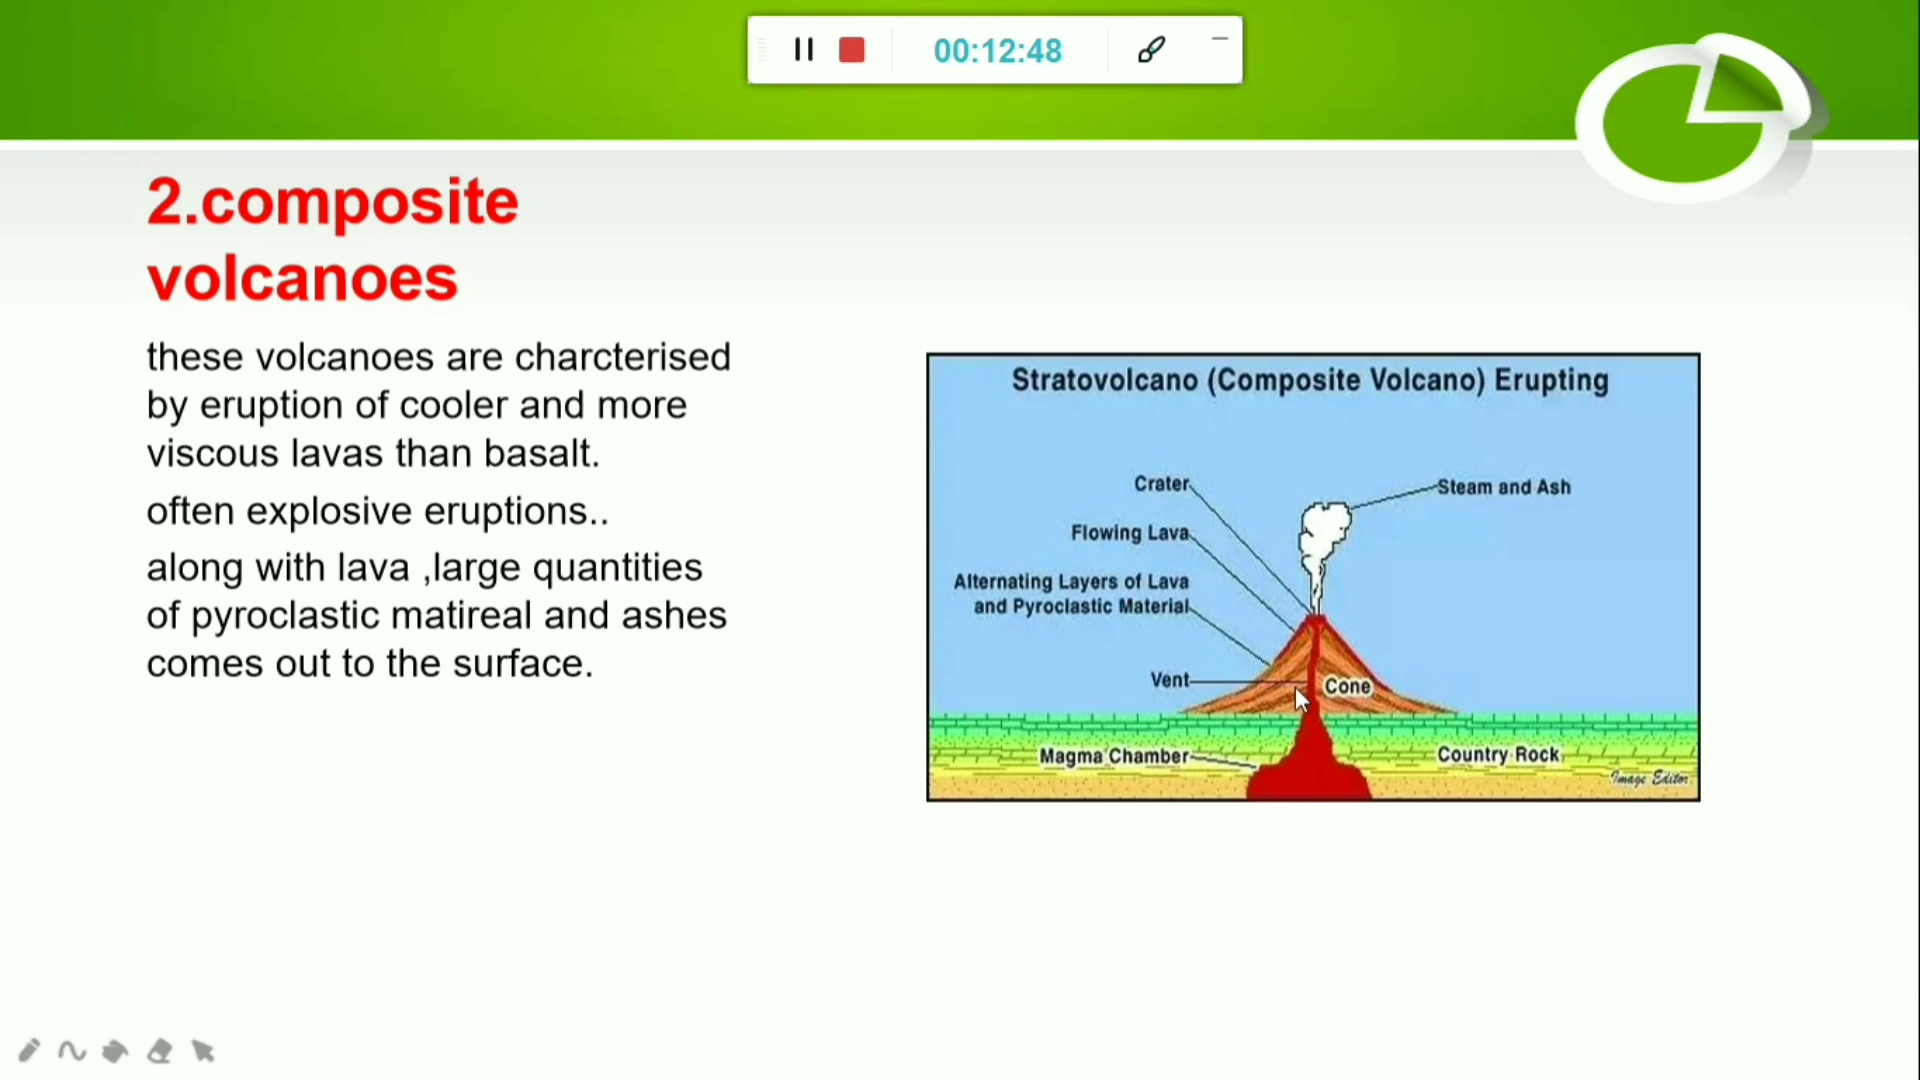 00:12:48
2.composite
volcanoes
these volcanoes are charcterised
by eruption of cooler and more
viscous lavas than basalt.
often explosive eruptions..
along with lava ,large quantities
of pyroclastic matireal and ashes
comes out to the surface.
Stratovolcano (Composite Volcano) Erupting
Crater
Steam and Ash
Flowing Lava
Alternating Layers of Lava
and Pyroclastic Material
Vent
Cone
Magma Chamber
Country Rock
Image Editor